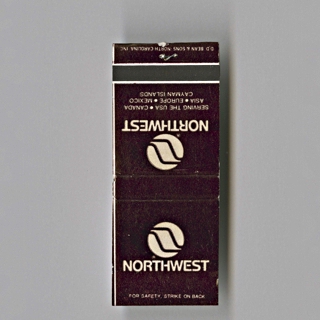 D.D. BEAN & SONS, NORTH CAROLINA, INC.
SERVING THE USA • CANADA
ASIA • EUROPE • MEXICO
CAYMAN ISLANDS
NORTHWEST
NORTHWEST
FOR SAFETY, STRIKE ON BACK